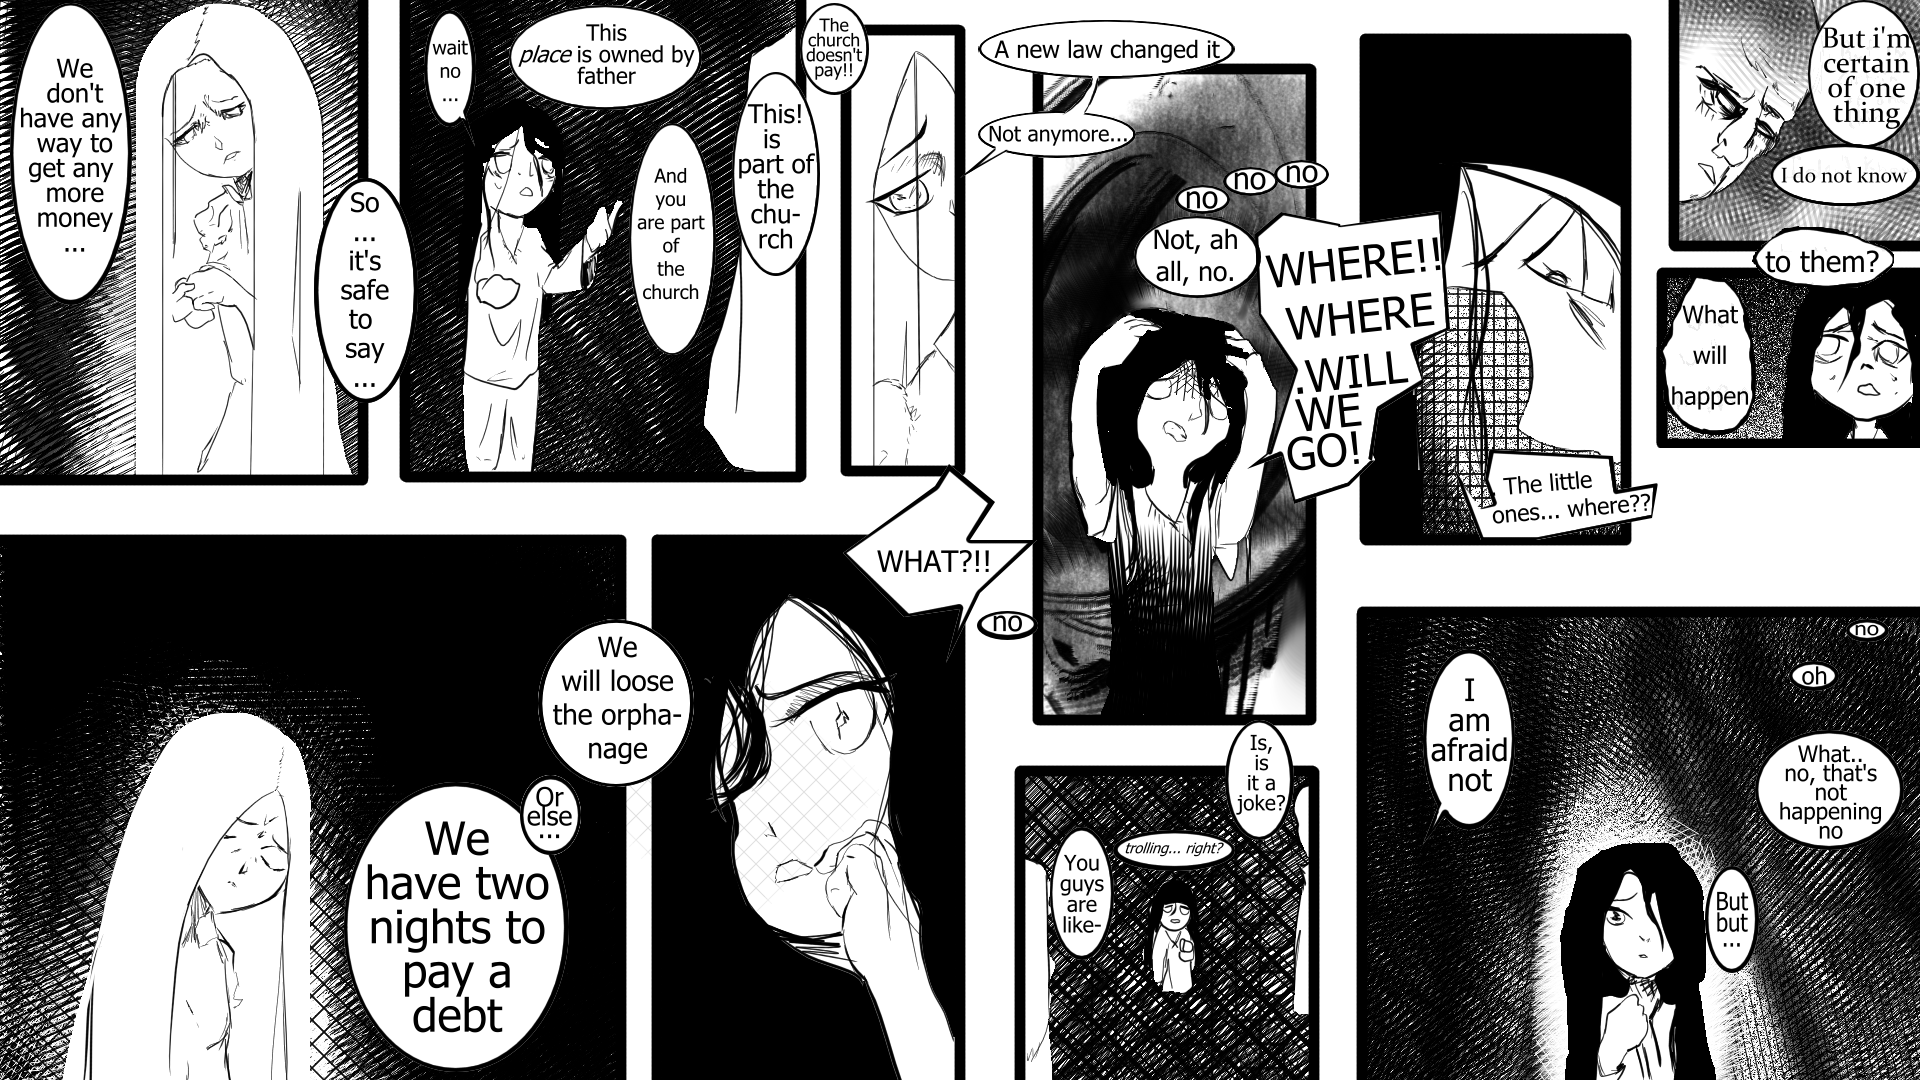 We
don't
have any
way to
get any
more
money
...
So
...
it's
safe
to
say
...
wait
no
...
This
place is owned by
father
And
you
are part
of
the
church
This!
is
part of
the
chu-
rch
The
church
doesn't
pay!!
A new law changed it
Not anymore...
We
have two
nights to
pay a
debt
Or
else
...
We
will loose
the orpha-
nage
WHAT?!!
no
no
no
no
Not, ah
all, no.
WHERE!!
WHERE
.WILL
WE
GO!
The little
ones... where??
But i'm
certain
of one
thing
I do not know
What
will
happen
to them?
Is,
is
it a
joke?
You
guys
are
like-
trolling... right?
I
am
afraid
not
no
oh
What..
no, that's
not
happening
no
But
but
...